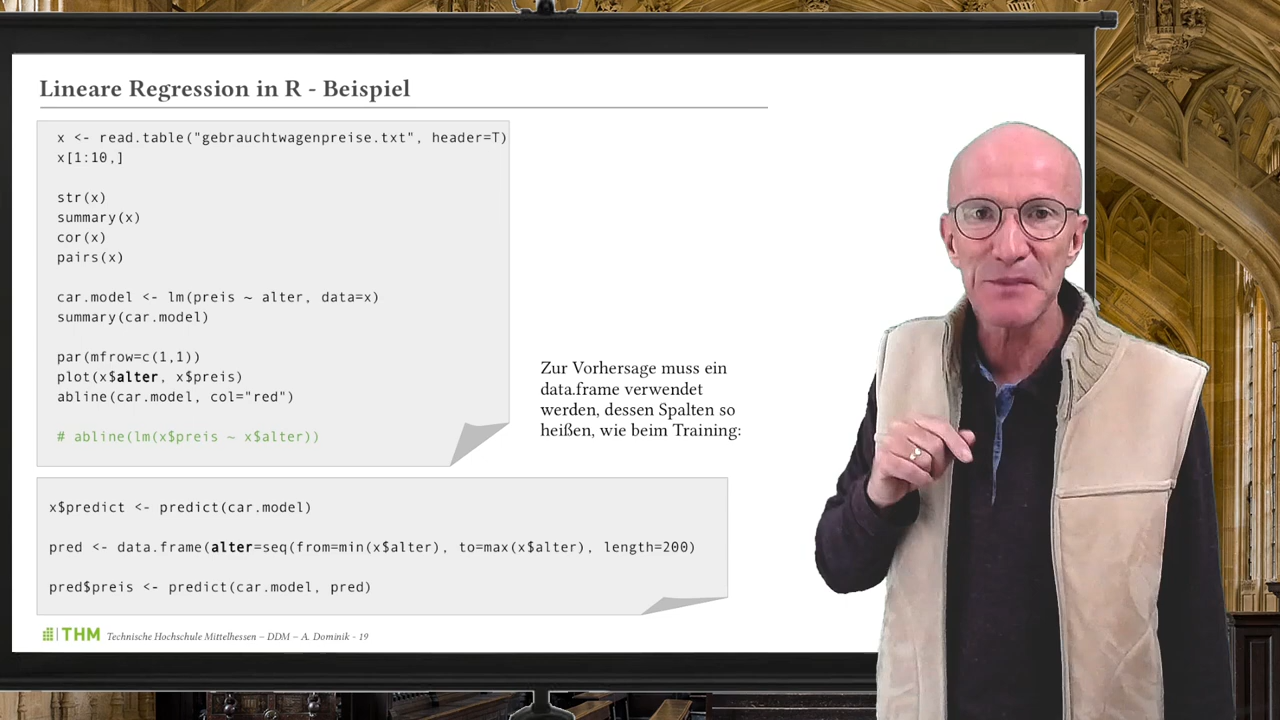 Lineare Regression in R - Beispiel
x <- read.table("gebrauchtwagenpreise.txt", header=T)
x[1:10,]
str(x)
summary(x)
cor(x)
pairs(x)
car.model <- lm(preis ~ alter, data=x)
summary(car.model)
par(mfrow=c(1,1))
plot(x$alter, x$preis)
abline(car.model, col="red")
# abline(lm(x$preis ~ x$alter))
Zur Vorhersage muss ein
data.frame verwendet
werden, dessen Spalten so
heißen, wie beim Training:
x$predict <- predict(car.model)
pred <- data.frame(alter=seq(from=min(x$alter), to=max(x$alter), length=200)
pred$preis <- predict(car.model, pred)
THM Technische Hochschule Mittelhessen – DDM – A. Dominik - 19